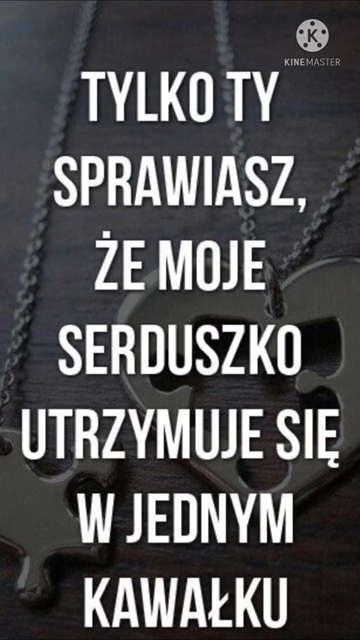 KINEMASTER
TYLKO TY
SPRAWIASZ,
ŻE MOJE
SERDUSZKO
UTRZYMUJE SIĘ
W JEDNYM
KAWAŁKU